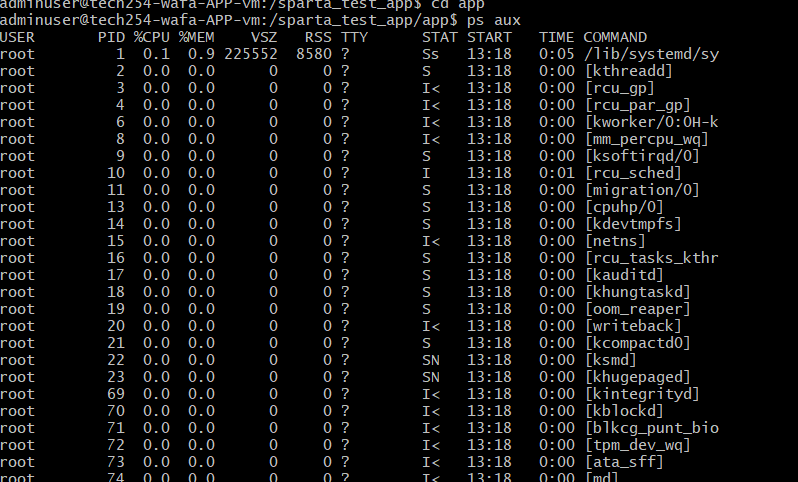 adminuser@tech254-wafa-APP-vm:/sparta_test_app$ cd app
adminuser@tech254-wafa-APP-vm:/sparta_test_app/app$ ps aux
USER       PID %CPU %MEM    VSZ   RSS TTY      STAT START   TIME COMMAND
root         1  0.1  0.9 225552  8580 ?        Ss   13:18   0:05 /lib/systemd/sy
root         2  0.0  0.0      0     0 ?        S    13:18   0:00 [kthreadd]
root         3  0.0  0.0      0     0 ?        I<   13:18   0:00 [rcu_gp]
root         4  0.0  0.0      0     0 ?        I<   13:18   0:00 [rcu_par_gp]
root         6  0.0  0.0      0     0 ?        I<   13:18   0:00 [kworker/0:0H-k
root         8  0.0  0.0      0     0 ?        I<   13:18   0:00 [mm_percpu_wq]
root         9  0.0  0.0      0     0 ?        S    13:18   0:00 [ksoftirqd/0]
root        10  0.0  0.0      0     0 ?        I    13:18   0:01 [rcu_sched]
root        11  0.0  0.0      0     0 ?        S    13:18   0:00 [migration/0]
root        13  0.0  0.0      0     0 ?        S    13:18   0:00 [cpuhp/0]
root        14  0.0  0.0      0     0 ?        S    13:18   0:00 [kdevtmpfs]
root        15  0.0  0.0      0     0 ?        I<   13:18   0:00 [netns]
root        16  0.0  0.0      0     0 ?        S    13:18   0:00 [rcu_tasks_kthr
root        17  0.0  0.0      0     0 ?        S    13:18   0:00 [kauditd]
root        18  0.0  0.0      0     0 ?        S    13:18   0:00 [khungtaskd]
root        19  0.0  0.0      0     0 ?        S    13:18   0:00 [oom_reaper]
root        20  0.0  0.0      0     0 ?        I<   13:18   0:00 [writeback]
root        21  0.0  0.0      0     0 ?        S    13:18   0:00 [kcompactd0]
root        22  0.0  0.0      0     0 ?        SN   13:18   0:00 [ksmd]
root        23  0.0  0.0      0     0 ?        SN   13:18   0:00 [khugepaged]
root        69  0.0  0.0      0     0 ?        I<   13:18   0:00 [kintegrityd]
root        70  0.0  0.0      0     0 ?        I<   13:18   0:00 [kblockd]
root        71  0.0  0.0      0     0 ?        I<   13:18   0:00 [blkcg_punt_bio
root        72  0.0  0.0      0     0 ?        I<   13:18   0:00 [tpm_dev_wq]
root        73  0.0  0.0      0     0 ?        I<   13:18   0:00 [ata_sff]
root        74  0.0  0.0      0     0 ?        I<   13:18   0:00 [md]